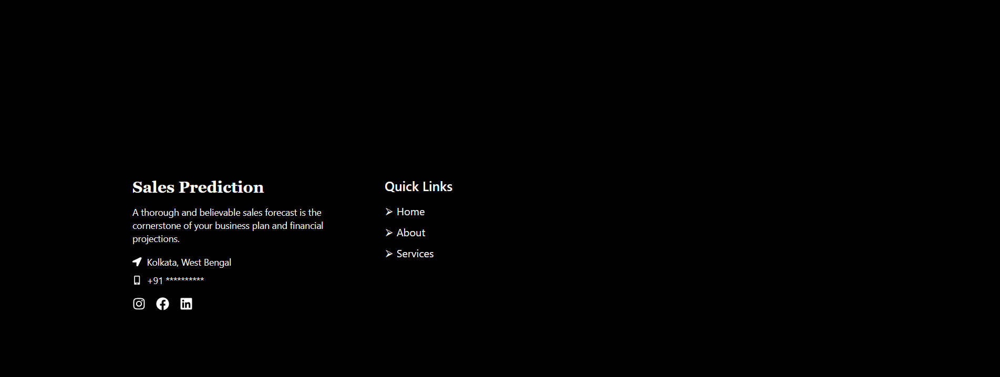 Sales Prediction
A thorough and believable sales forecast is the
cornerstone of your business plan and financial
projections.
Kolkata, West Bengal
+91 **********
Quick Links
➢ Home
➢ About
➢ Services